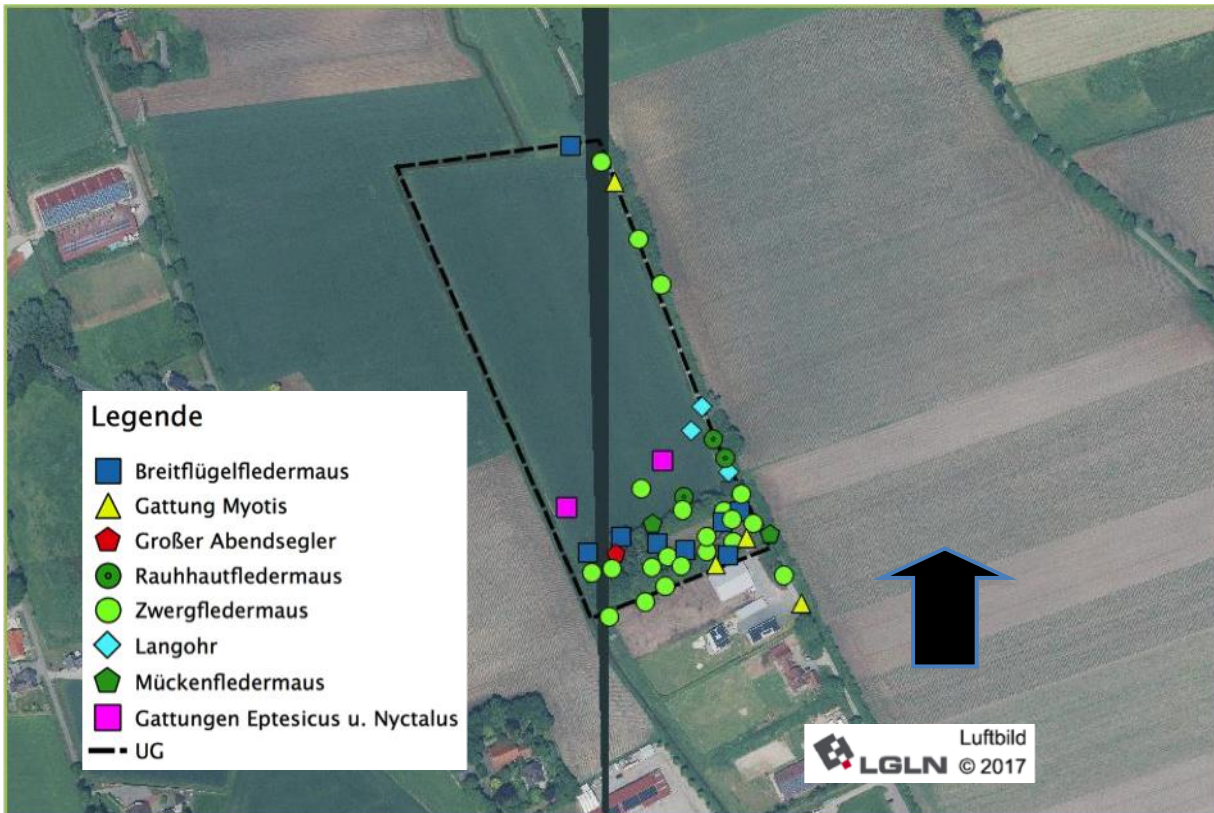 Legende
Breitflügelfledermaus
Gattung Myotis
Großer Abendsegler
Rauhhautfledermaus
Zwergfledermaus
Langohr
Mückenfledermaus
Gattungen Eptesicus u. Nyctalus
UG
LGLN
Luftbild
© 2017